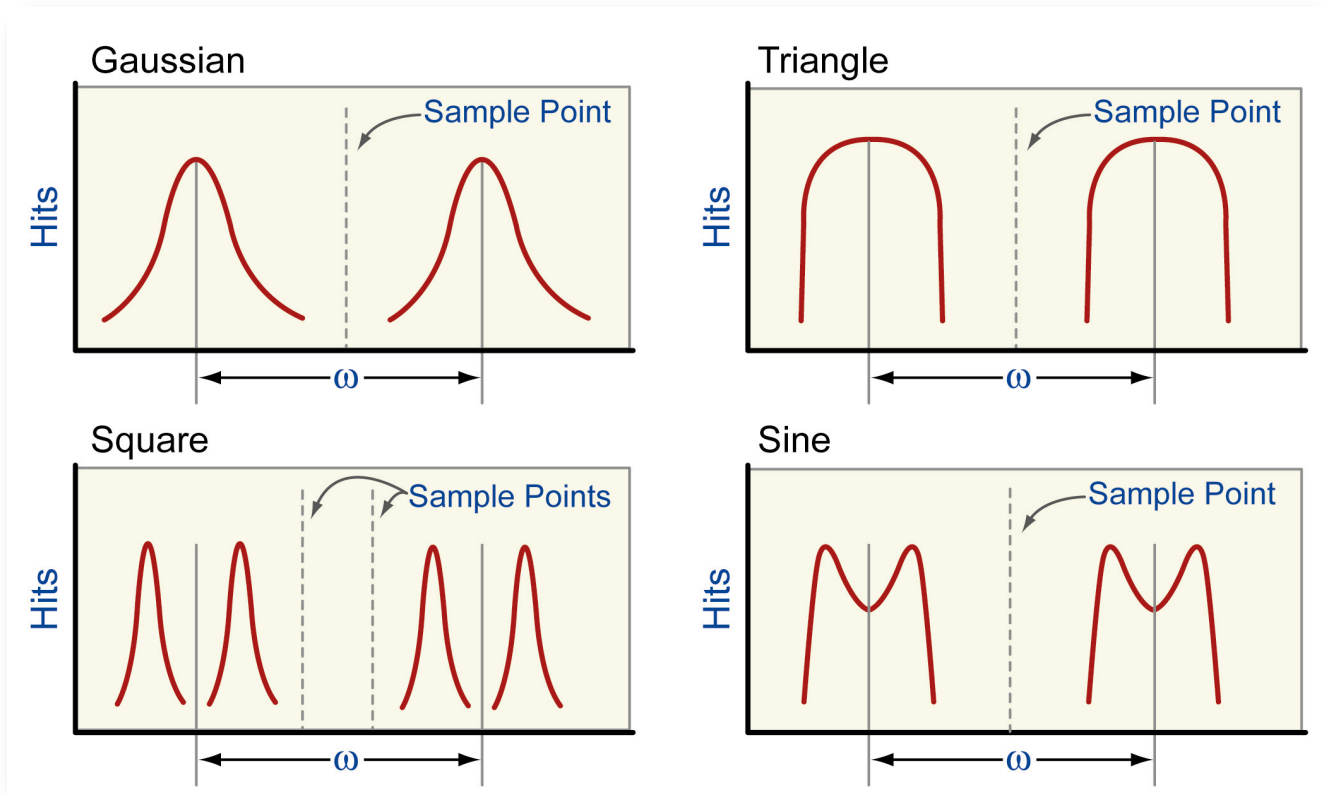 Gaussian
Sample Point
Hits
ω
Triangle
Sample Point
Hits
ω
Square
Sample Points
Hits
ω
Sine
Sample Point
Hits
ω